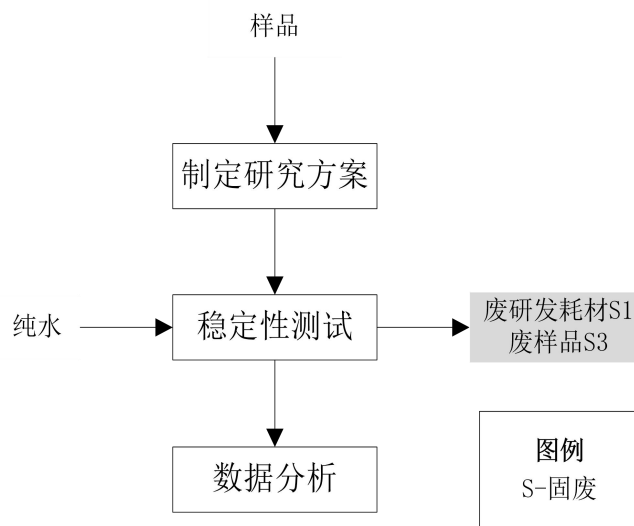 样品
制定研究方案
纯水
稳定性测试
废研发耗材S1
废样品S3
数据分析
图例
S-固废